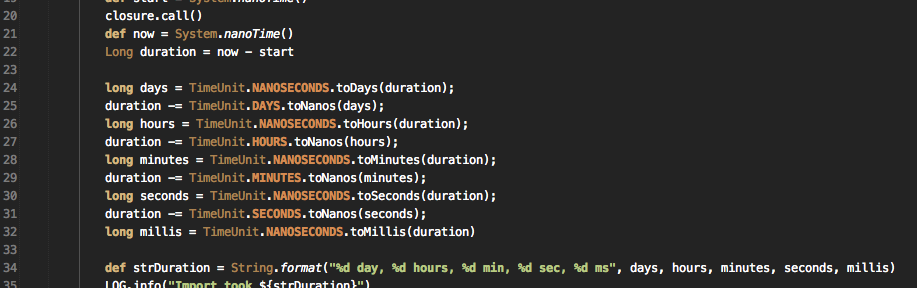 19 def start = System.nanoTime()
20 closure.call()
21 def now = System.nanoTime()
22 Long duration = now - start
23
24 long days = TimeUnit.NANOSECONDS.toDays(duration);
25 duration -= TimeUnit.DAYS.toNanos(days);
26 long hours = TimeUnit.NANOSECONDS.toHours(duration);
27 duration -= TimeUnit.HOURS.toNanos(hours);
28 long minutes = TimeUnit.NANOSECONDS.toMinutes(duration);
29 duration -= TimeUnit.MINUTES.toNanos(minutes);
30 long seconds = TimeUnit.NANOSECONDS.toSeconds(duration);
31 duration -= TimeUnit.SECONDS.toNanos(seconds);
32 long millis = TimeUnit.NANOSECONDS.toMillis(duration)
33
34 def strDuration = String.format("%d day, %d hours, %d min, %d sec, %d ms", days, hours, minutes, seconds, millis)
35 LOG.info("Import took ${strDuration}")